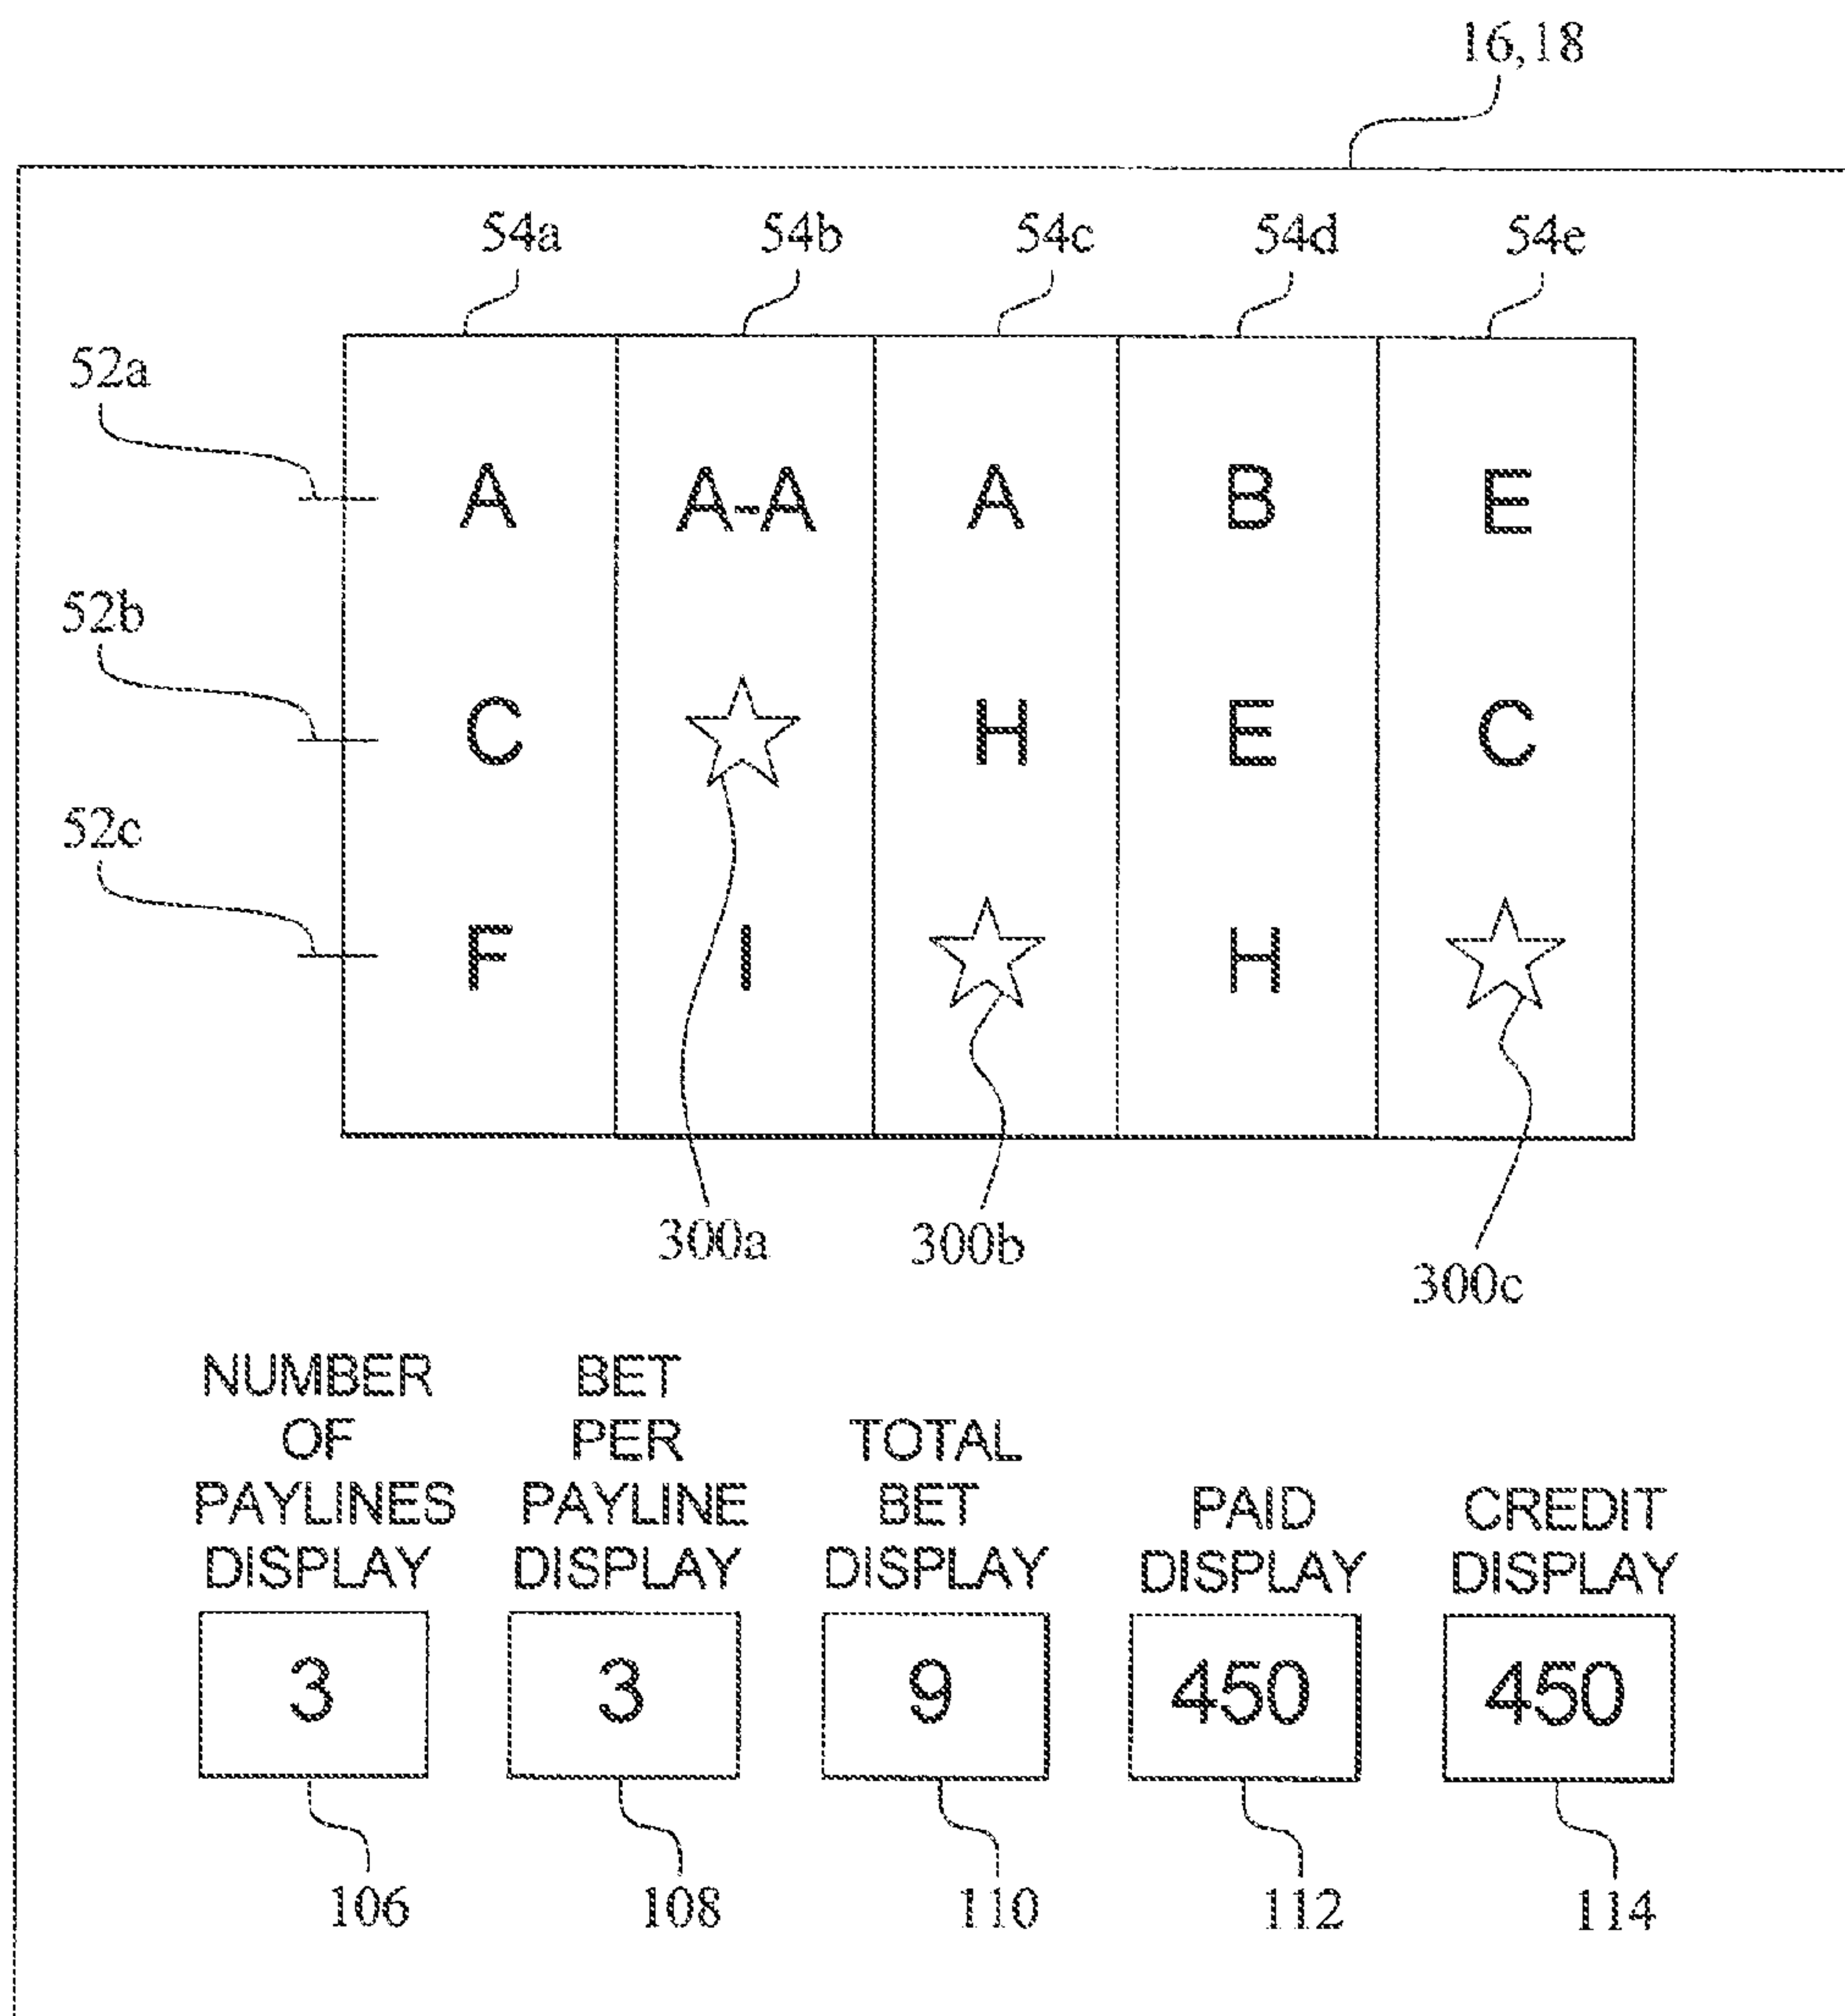 16,18
54a 54b 54c 54d 54e
52a
A A-A A B E
52b
C H E C
52c
F I H
300a 300b 300c
NUMBER OF PAYLINES DISPLAY
BET PER PAYLINE DISPLAY
TOTAL BET DISPLAY
PAID DISPLAY
CREDIT DISPLAY
3 3 9 450 450
106 108 110 112 114